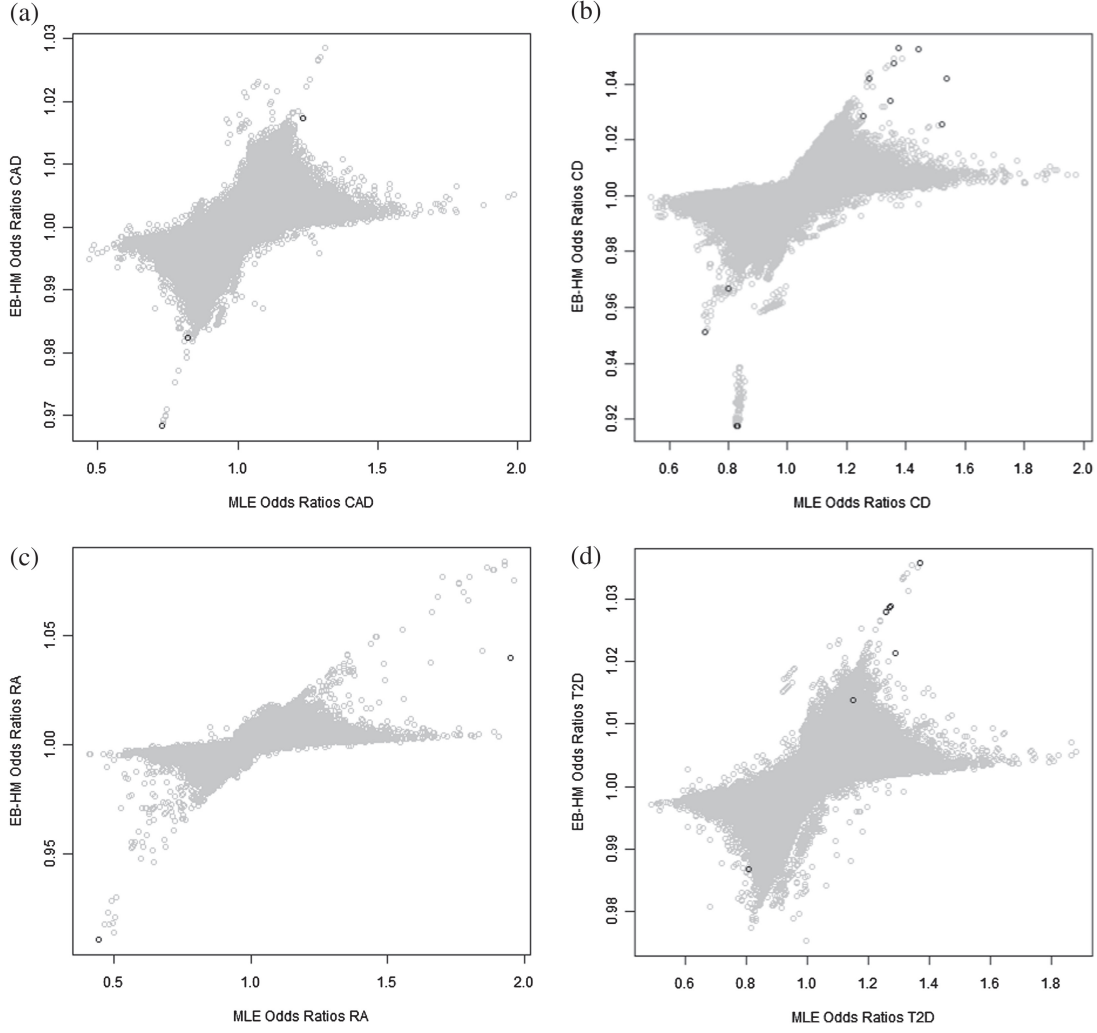 (a)
1.03
1.02
1.01
1.00
0.99
0.98
0.97
EB-HM Odds Ratios CAD
0.5 1.0 1.5 2.0
MLE Odds Ratios CAD
(b)
1.04
1.02
1.00
0.98
0.96
0.94
0.92
EB-HM Odds Ratios CD
0.6 0.8 1.0 1.2 1.4 1.6 1.8 2.0
MLE Odds Ratios CD
(c)
1.05
1.00
0.95
EB-HM Odds Ratios RA
0.5 1.0 1.5 2.0
MLE Odds Ratios RA
(d)
1.03
1.02
1.01
1.00
0.99
0.98
EB-HM Odds Ratios T2D
0.6 0.8 1.0 1.2 1.4 1.6 1.8
MLE Odds Ratios T2D